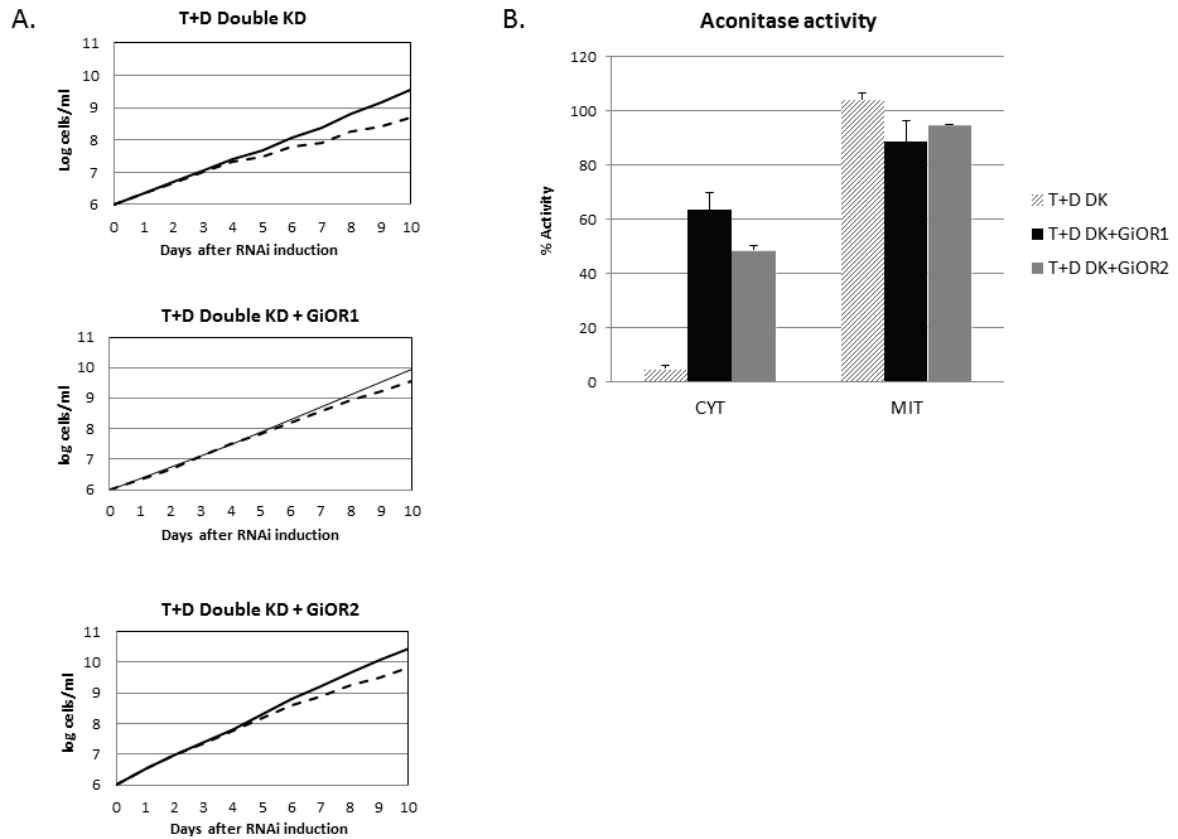 A.
T+D Double KD
Log cells/ml
11
10
9
8
7
6
0 1 2 3 4 5 6 7 8 9 10
Days after RNAi induction
T+D Double KD + GiOR1
log cells/ml
11
10
9
8
7
6
0 1 2 3 4 5 6 7 8 9 10
Days after RNAi induction
T+D Double KD + GiOR2
log cells/ml
11
10
9
8
7
6
0 1 2 3 4 5 6 7 8 9 10
Days after RNAi induction
B.
Aconitase activity
% Activity
120
100
80
60
40
20
0
CYT MIT
T+D DK
T+D DK+GiOR1
T+D DK+GiOR2